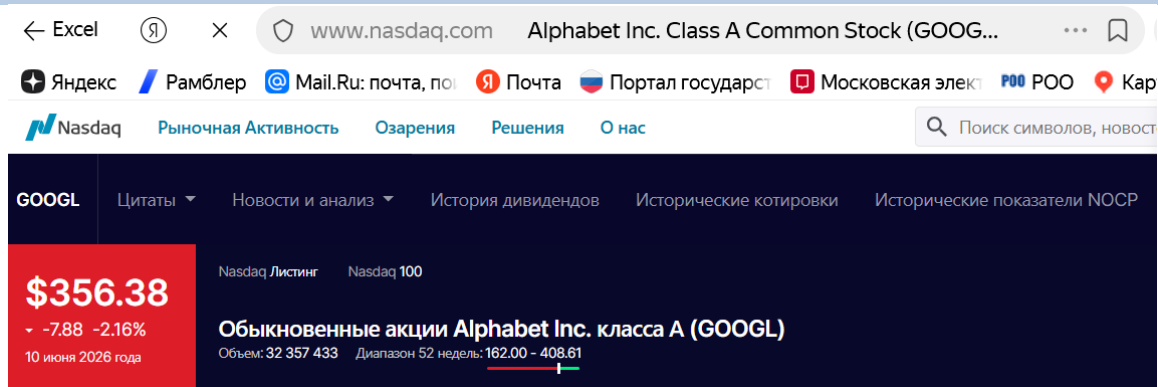 ← Excel Я × www.nasdaq.com Alphabet Inc. Class A Common Stock (GOOG... ...
Яндекс Рамблер @ Mail.Ru: почта, по Я Почта Портал государст Московская элект РОО РОО Кар
Nasdaq Рыночная Активность Озарения Решения О нас Поиск символов, новост
GOOGL Цитаты Новости и анализ История дивидендов Исторические котировки Исторические показатели NOCP
$356.38
-7.88 -2.16%
10 июня 2026 года
Nasdaq Листинг Nasdaq 100
Обыкновенные акции Alphabet Inc. класса A (GOOGL)
Объем: 32 357 433 Диапазон 52 недель: 162.00 - 408.61